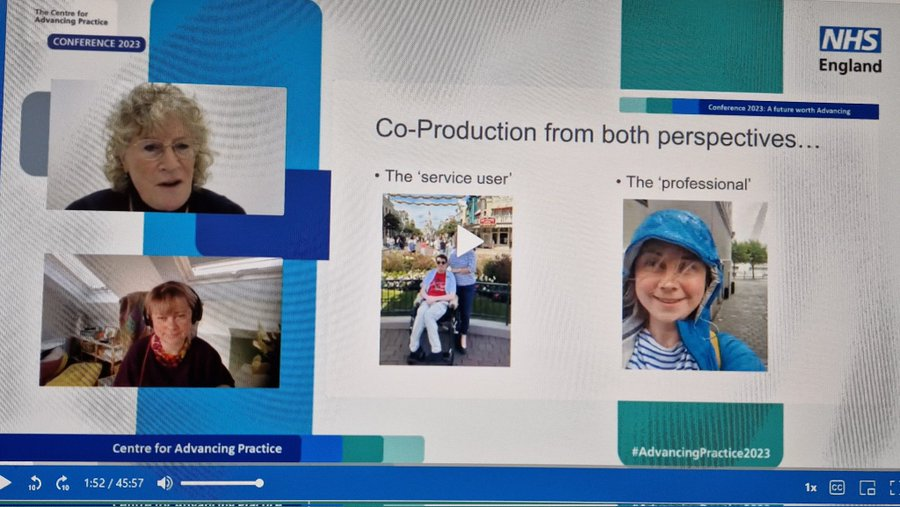 The Centre for
Advancing Practice
CONFERENCE 2023
NHS
England
Conference 2023: A future worth Advancing
Co-Production from both perspectives...
• The 'service user'
• The 'professional'
Centre for Advancing Practice
#AdvancingPractice2023
10
10
1:52 / 45:57
1x
CC